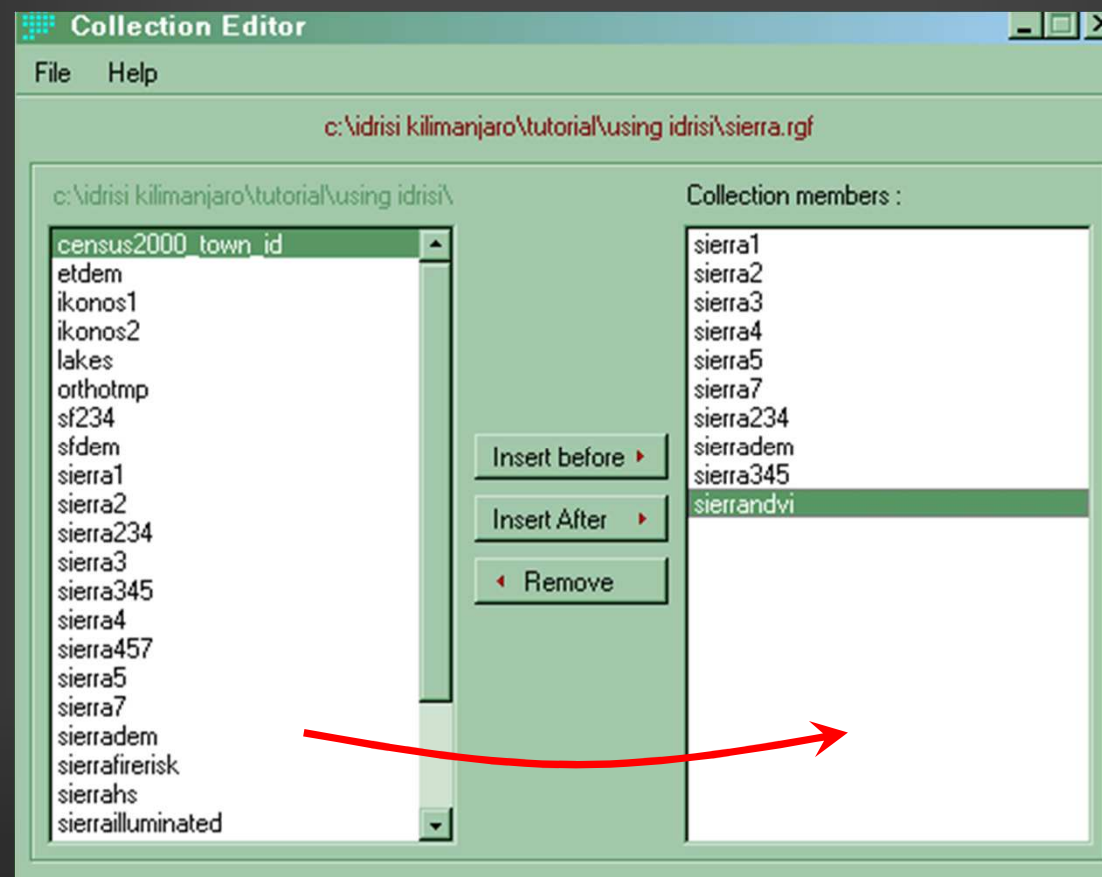 Collection Editor
File Help
c:\idrisi kilimanjaro\tutorial\using idrisi\sierra.rgf
c:\idrisi kilimanjaro\tutorial\using idrisi\
census2000_town_id
etdem
ikonos1
ikonos2
lakes
orthotmp
sf234
sfdem
sierra1
sierra2
sierra234
sierra3
sierra345
sierra4
sierra457
sierra5
sierra7
sierradem
sierrafirerisk
sierrahs
sierrailluminated
Insert before
Insert After
Remove
Collection members :
sierra1
sierra2
sierra3
sierra4
sierra5
sierra7
sierra234
sierradem
sierra345
sierrandvi